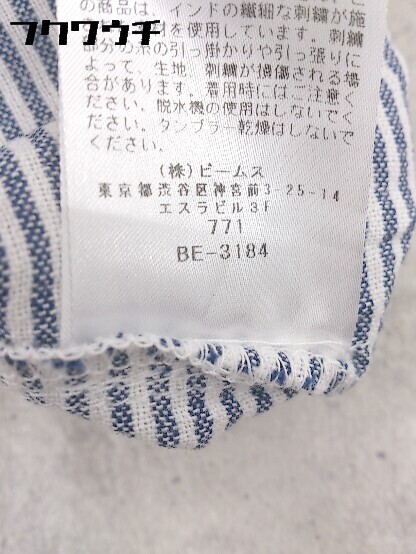 フクワウチ
の商品は、インドの繊細な刺繍が施
を使用しています。刺繍
部分の糸の引っ掛かりや引っ張りに
よって、生地、刺繍が損傷される場
合があります。着用時にはご注意く
ださい。脱水機の使用はしないでく
ださい。タンブラー乾燥はしないで
ください。
(株)ビームス
東京都渋谷区神宮前3-25-14
エスラビル3F
771
BE-3184